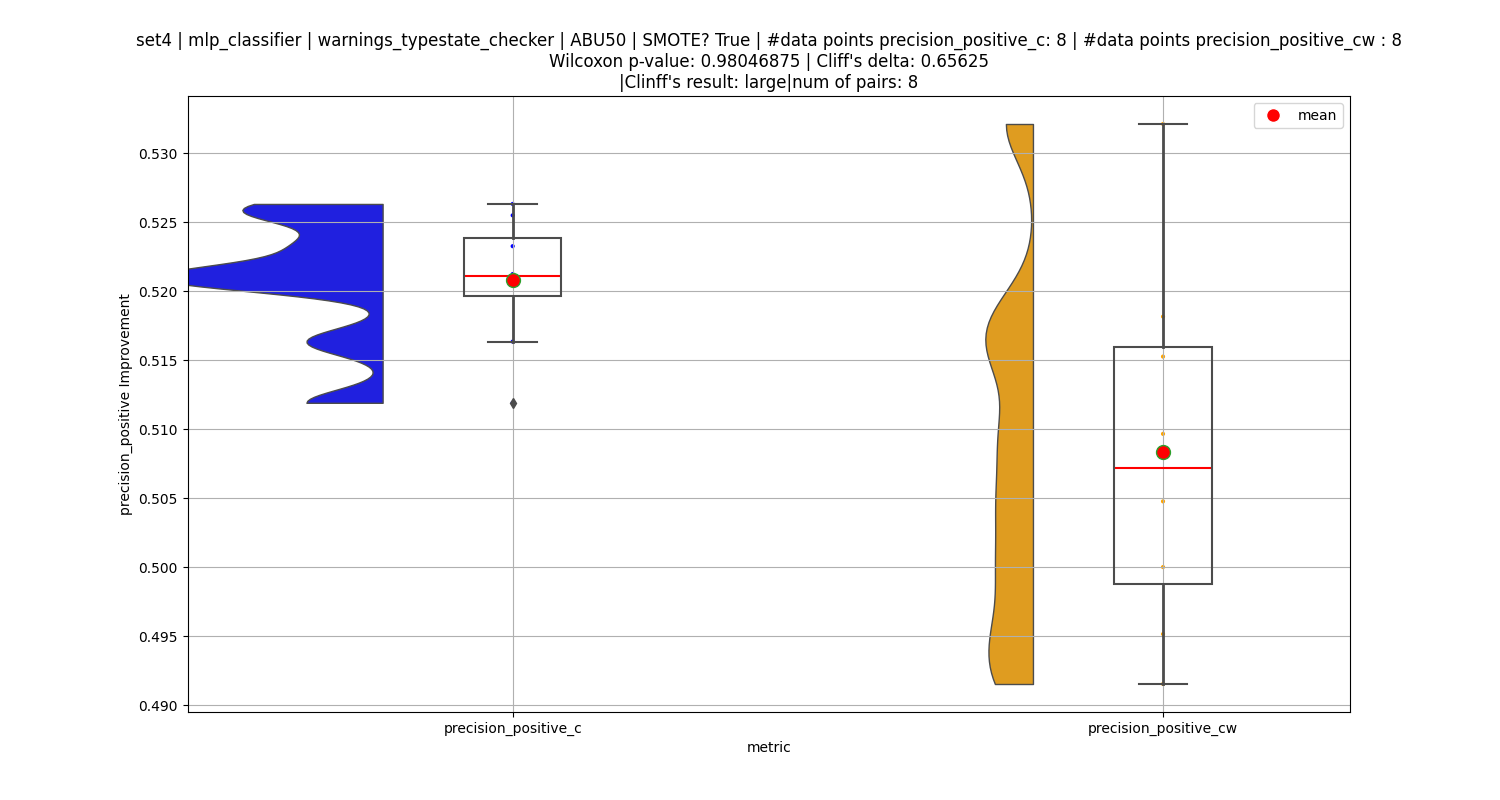 set4 | mlp_classifier | warnings_typestate_checker | ABU50 | SMOTE? True | #data points precision_positive_c: 8 | #data points precision_positive_cw : 8
Wilcoxon p-value: 0.98046875 | Cliff's delta: 0.65625
|Clinff's result: large|num of pairs: 8
mean
0.530
0.525
0.520
0.515
0.510
0.505
0.500
0.495
0.490
precision_positive Improvement
precision_positive_c
precision_positive_cw
metric